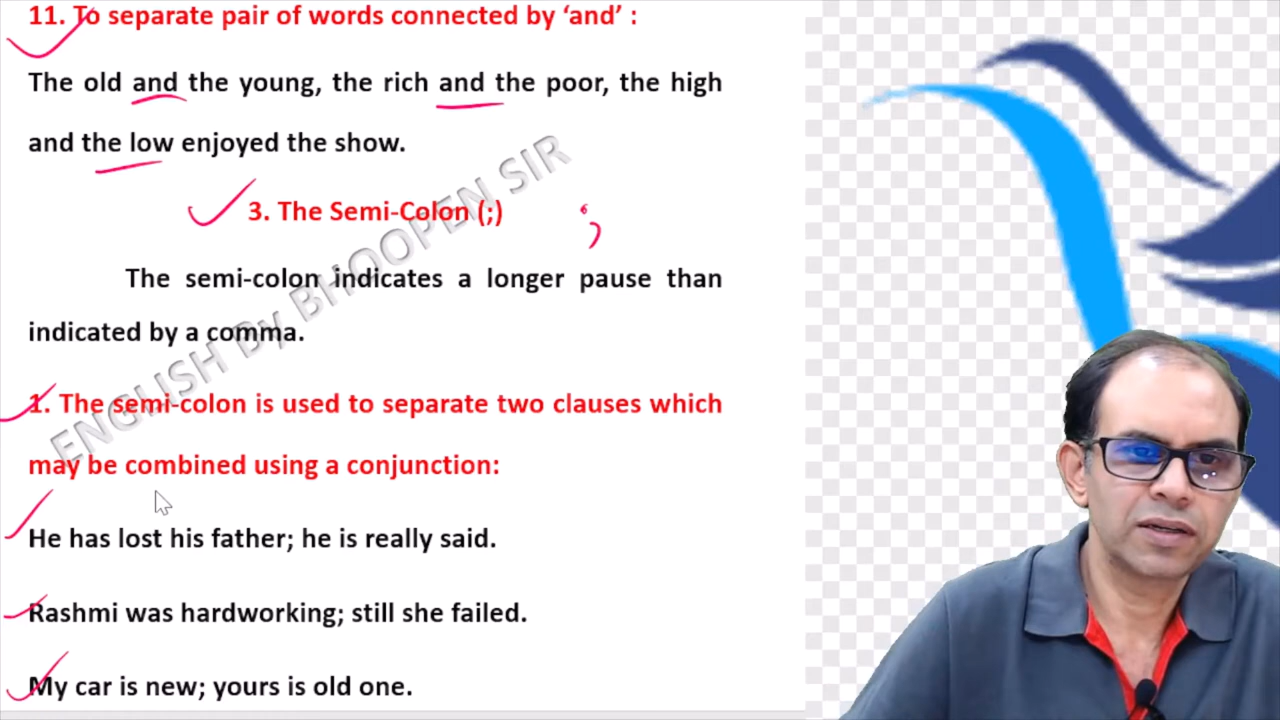 11. To separate pair of words connected by ‘and’ :
The old and the young, the rich and the poor, the high
and the low enjoyed the show.
3. The Semi-Colon (;)
;
The semi-colon indicates a longer pause than
indicated by a comma.
1. The semi-colon is used to separate two clauses which
may be combined using a conjunction:
He has lost his father; he is really said.
Rashmi was hardworking; still she failed.
My car is new; yours is old one.
ENGLISH By BHOOPEN SIR